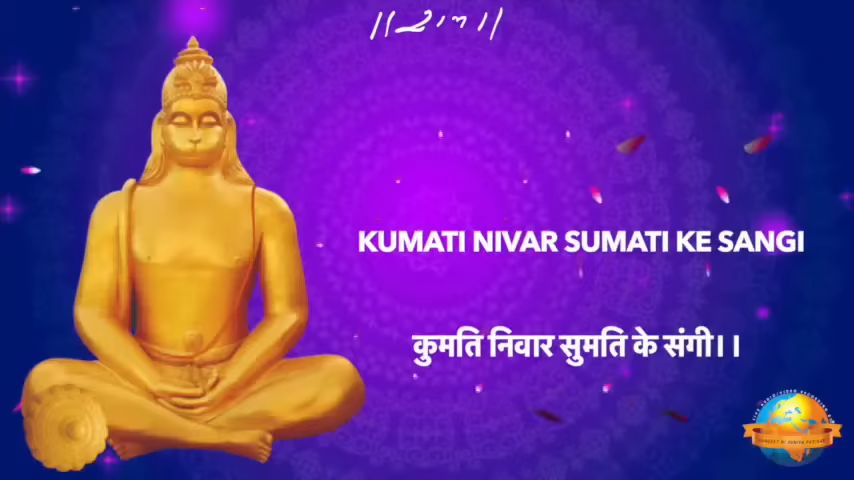 ||राम||
KUMATI NIVAR SUMATI KE SANGI
कुमति निवार सुमति के संगी।।